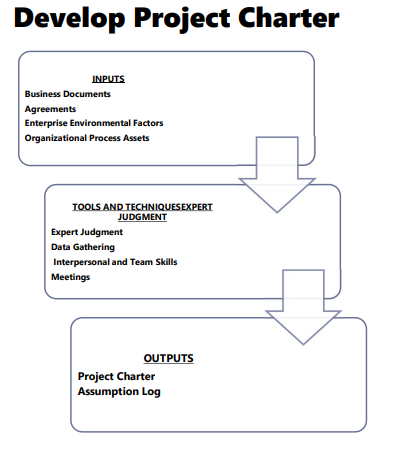 Develop Project Charter
INPUTS
Business Documents
Agreements
Enterprise Environmental Factors
Organizational Process Assets
TOOLS AND TECHNIQUESEXPERT
JUDGMENT
Expert Judgment
Data Gathering
Interpersonal and Team Skills
Meetings
OUTPUTS
Project Charter
Assumption Log